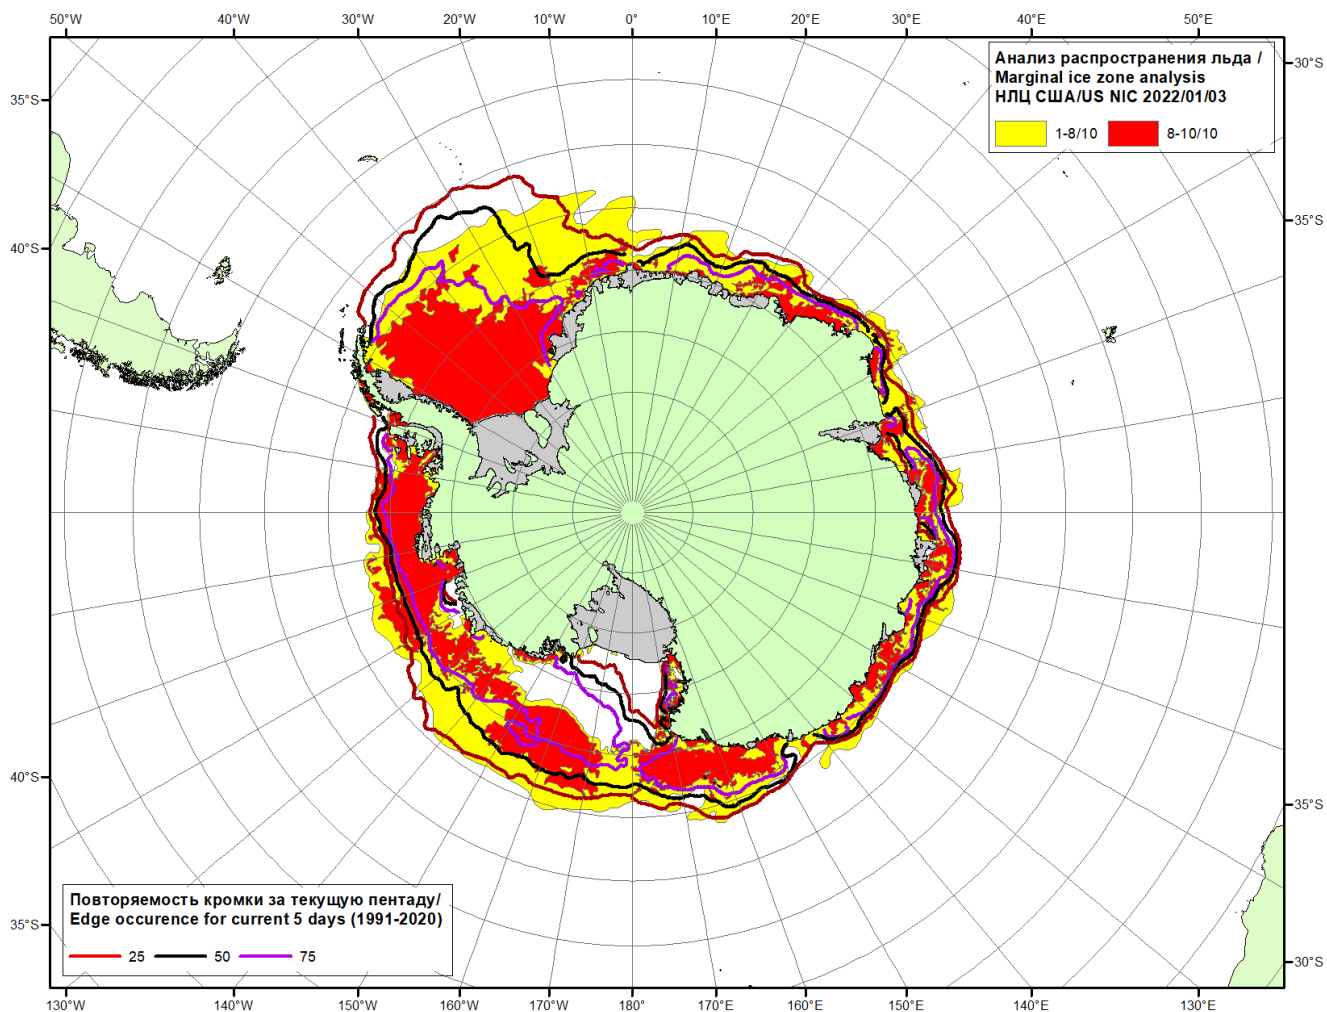 50°W 40°W 30°W 20°W 10°W 0° 10°E 20°E 30°E 40°E 50°E
Анализ распространения льда /
Marginal ice zone analysis
НЛЦ США/US NIC 2022/01/03
1-8/10 8-10/10
30°S
35°S
35°S
40°S
40°S
35°S
35°S
30°S
Повторяемость кромки за текущую пентаду/
Edge occurence for current 5 days (1991-2020)
25 50 75
130°W 140°W 150°W 160°W 170°W 180° 170°E 160°E 150°E 140°E 130°E